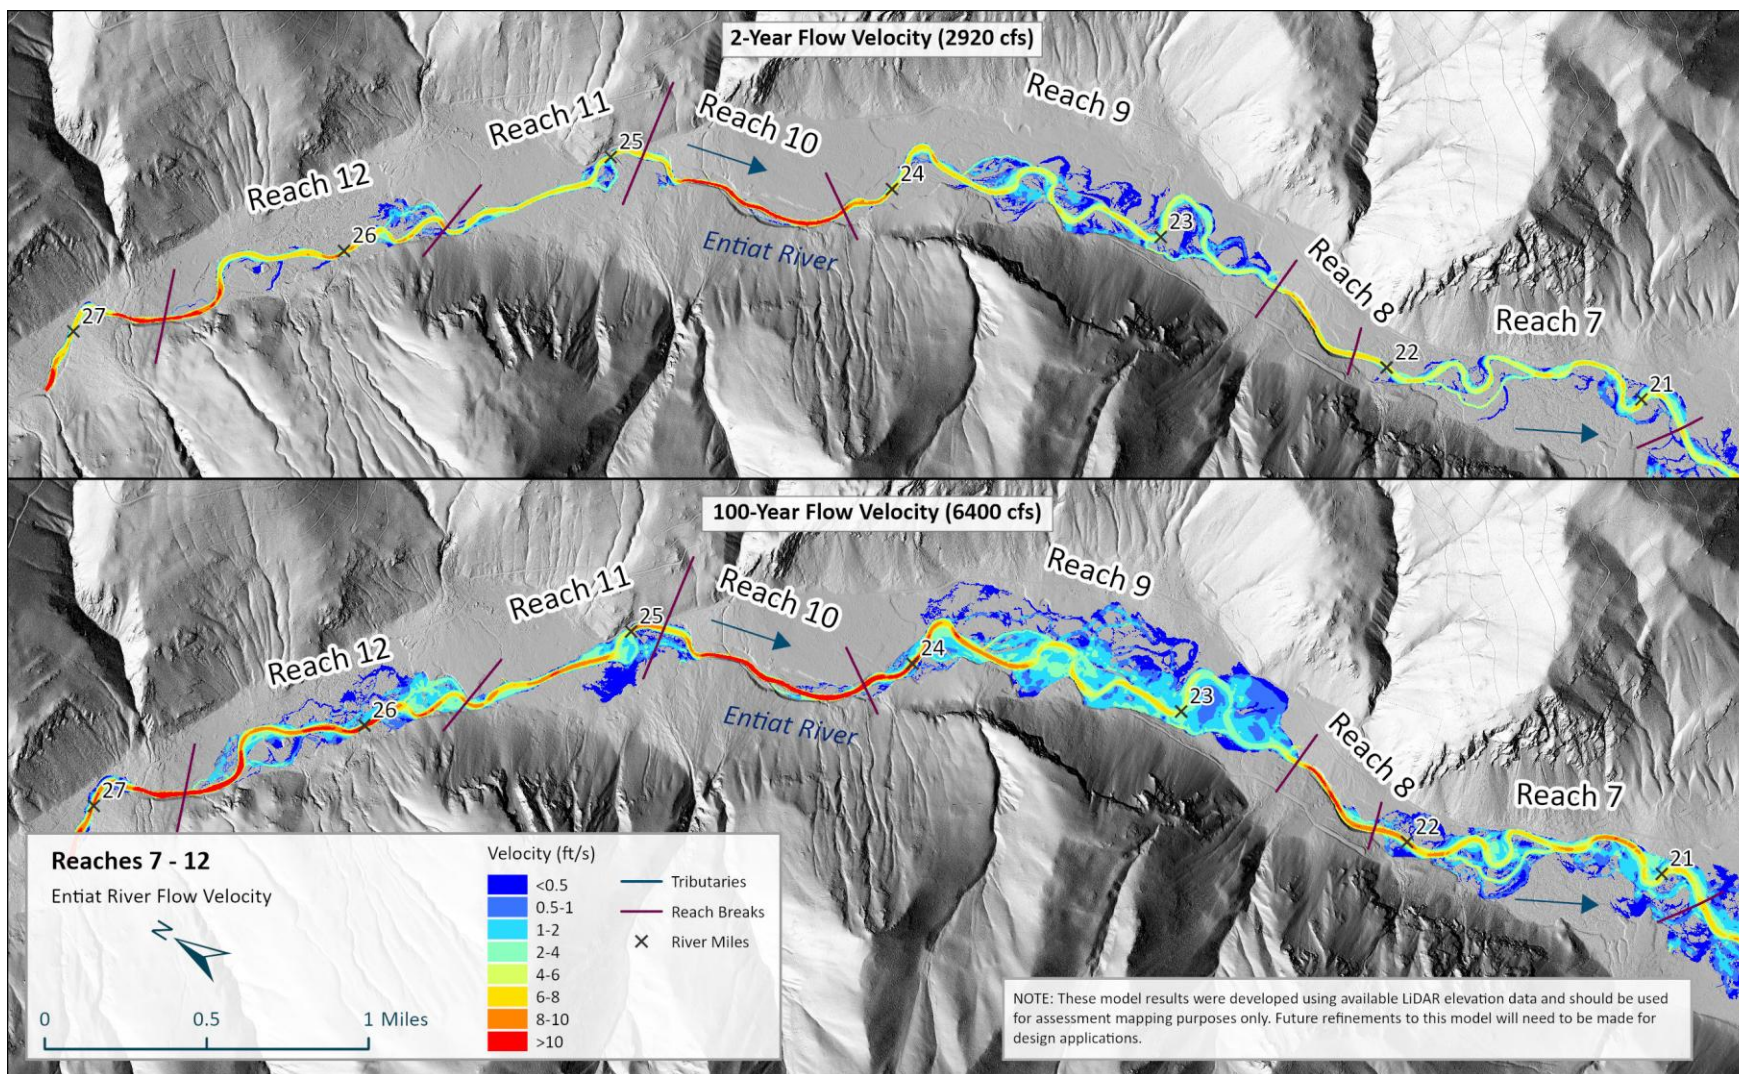 2-Year Flow Velocity (2920 cfs)
Reach 9
Reach 11
Reach 10
25
Reach 12
24
26
23
Entiat River
Reach 8
27
Reach 7
22
21
100-Year Flow Velocity (6400 cfs)
Reach 9
Reach 11
Reach 10
25
Reach 12
24
26
23
Entiat River
Reach 8
27
Reach 7
22
21
Reaches 7 - 12
Entiat River Flow Velocity
N
0 0.5 1 Miles
Velocity (ft/s)
<0.5
0.5-1
1-2
2-4
4-6
6-8
8-10
>10
Tributaries
Reach Breaks
River Miles
NOTE: These model results were developed using available LiDAR elevation data and should be used
for assessment mapping purposes only. Future refinements to this model will need to be made for
design applications.